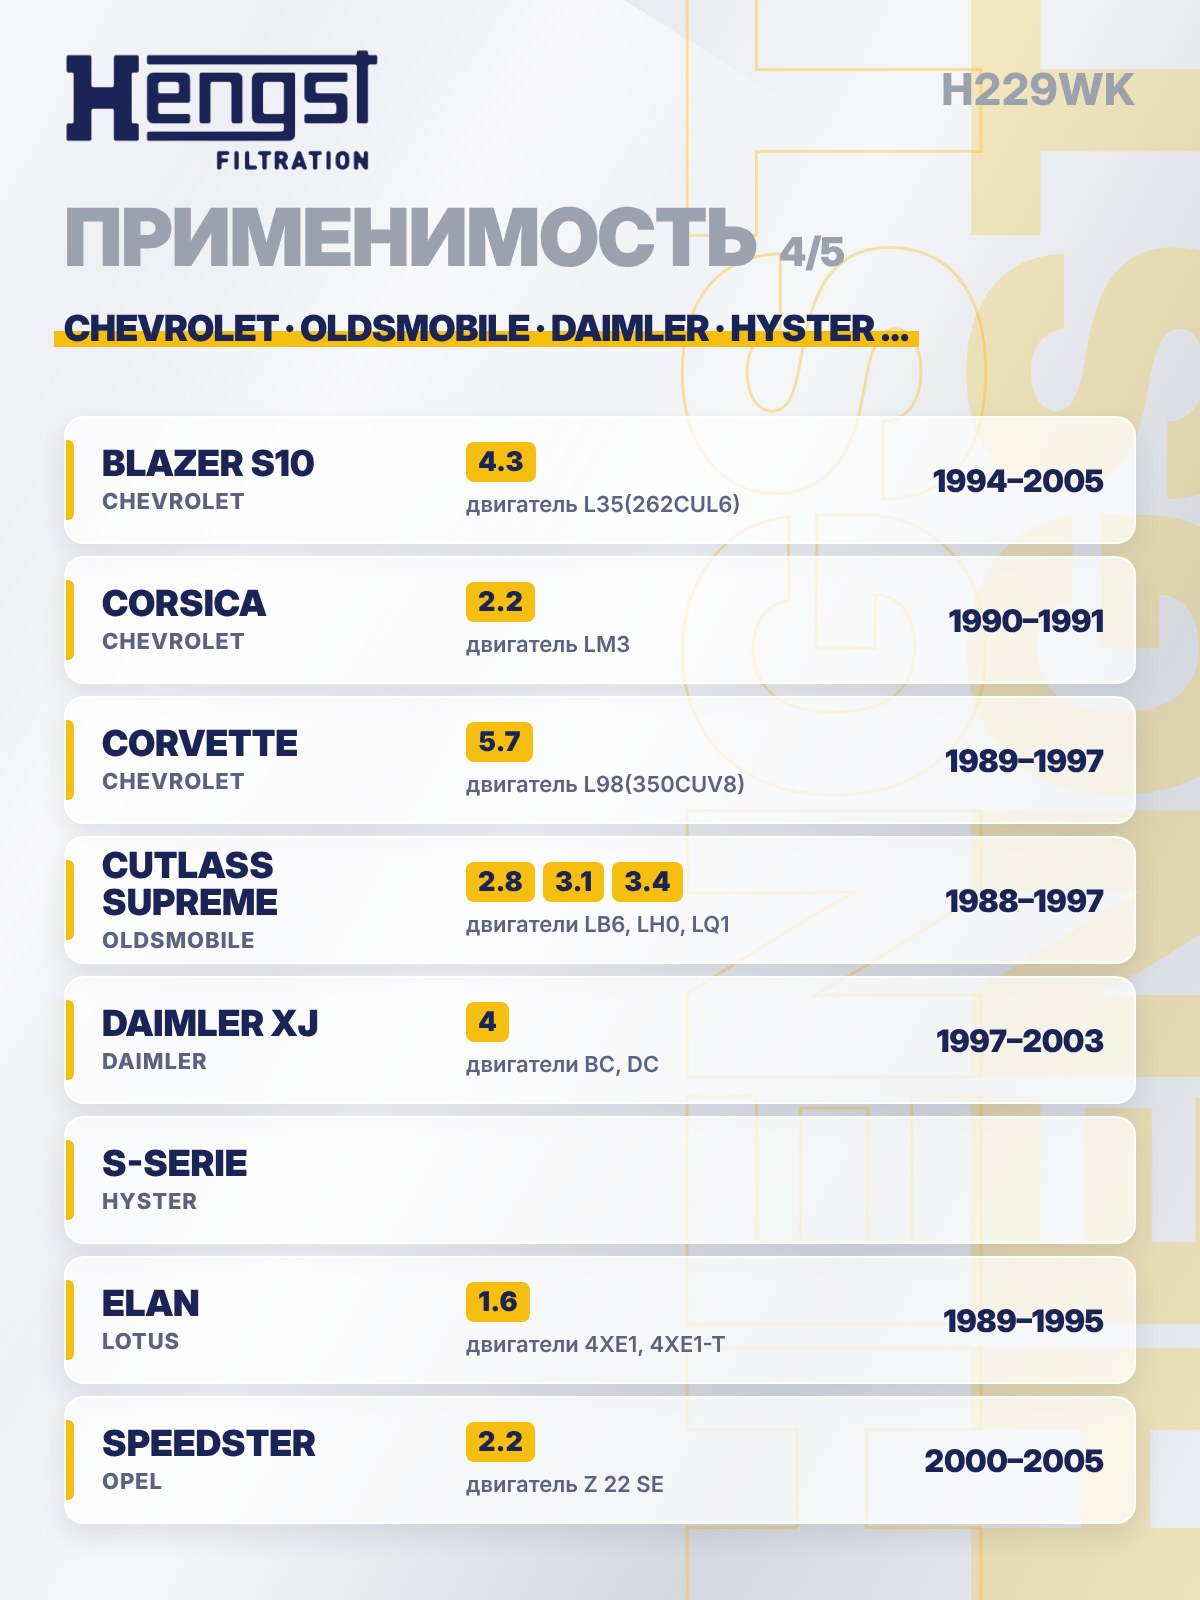 Hengst
FILTRATION
H229WK
ПРИМЕНИМОСТЬ 4/5
CHEVROLET · OLDSMOBILE · DAIMLER · HYSTER ...
BLAZER S10
CHEVROLET
4.3
двигатель L35(262CUL6)
1994–2005
CORSICA
CHEVROLET
2.2
двигатель LM3
1990–1991
CORVETTE
CHEVROLET
5.7
двигатель L98(350CUV8)
1989–1997
CUTLASS
SUPREME
OLDSMOBILE
2.8 3.1 3.4
двигатели LB6, LH0, LQ1
1988–1997
DAIMLER XJ
DAIMLER
4
двигатели BC, DC
1997–2003
S-SERIE
HYSTER
ELAN
LOTUS
1.6
двигатели 4XE1, 4XE1-T
1989–1995
SPEEDSTER
OPEL
2.2
двигатель Z 22 SE
2000–2005
HENGST
HENGST